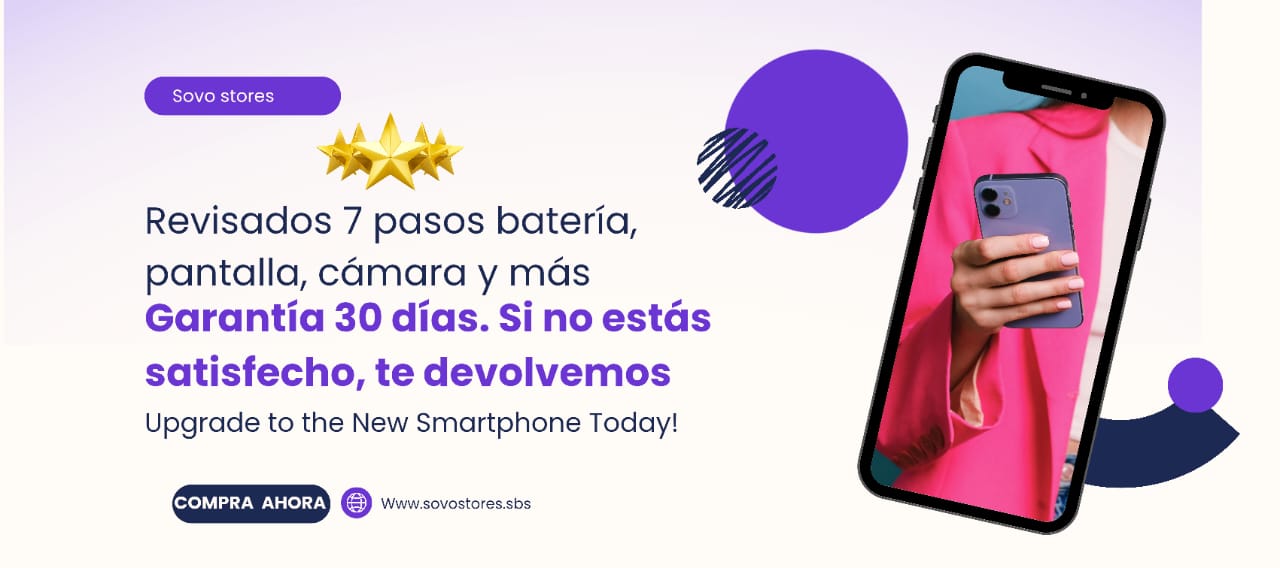 Sovo stores
Revisados 7 pasos batería,
pantalla, cámara y más
Garantía 30 días. Si no estás
satisfecho, te devolvemos
Upgrade to the New Smartphone Today!
COMPRA AHORA
Www.sovostores.sbs